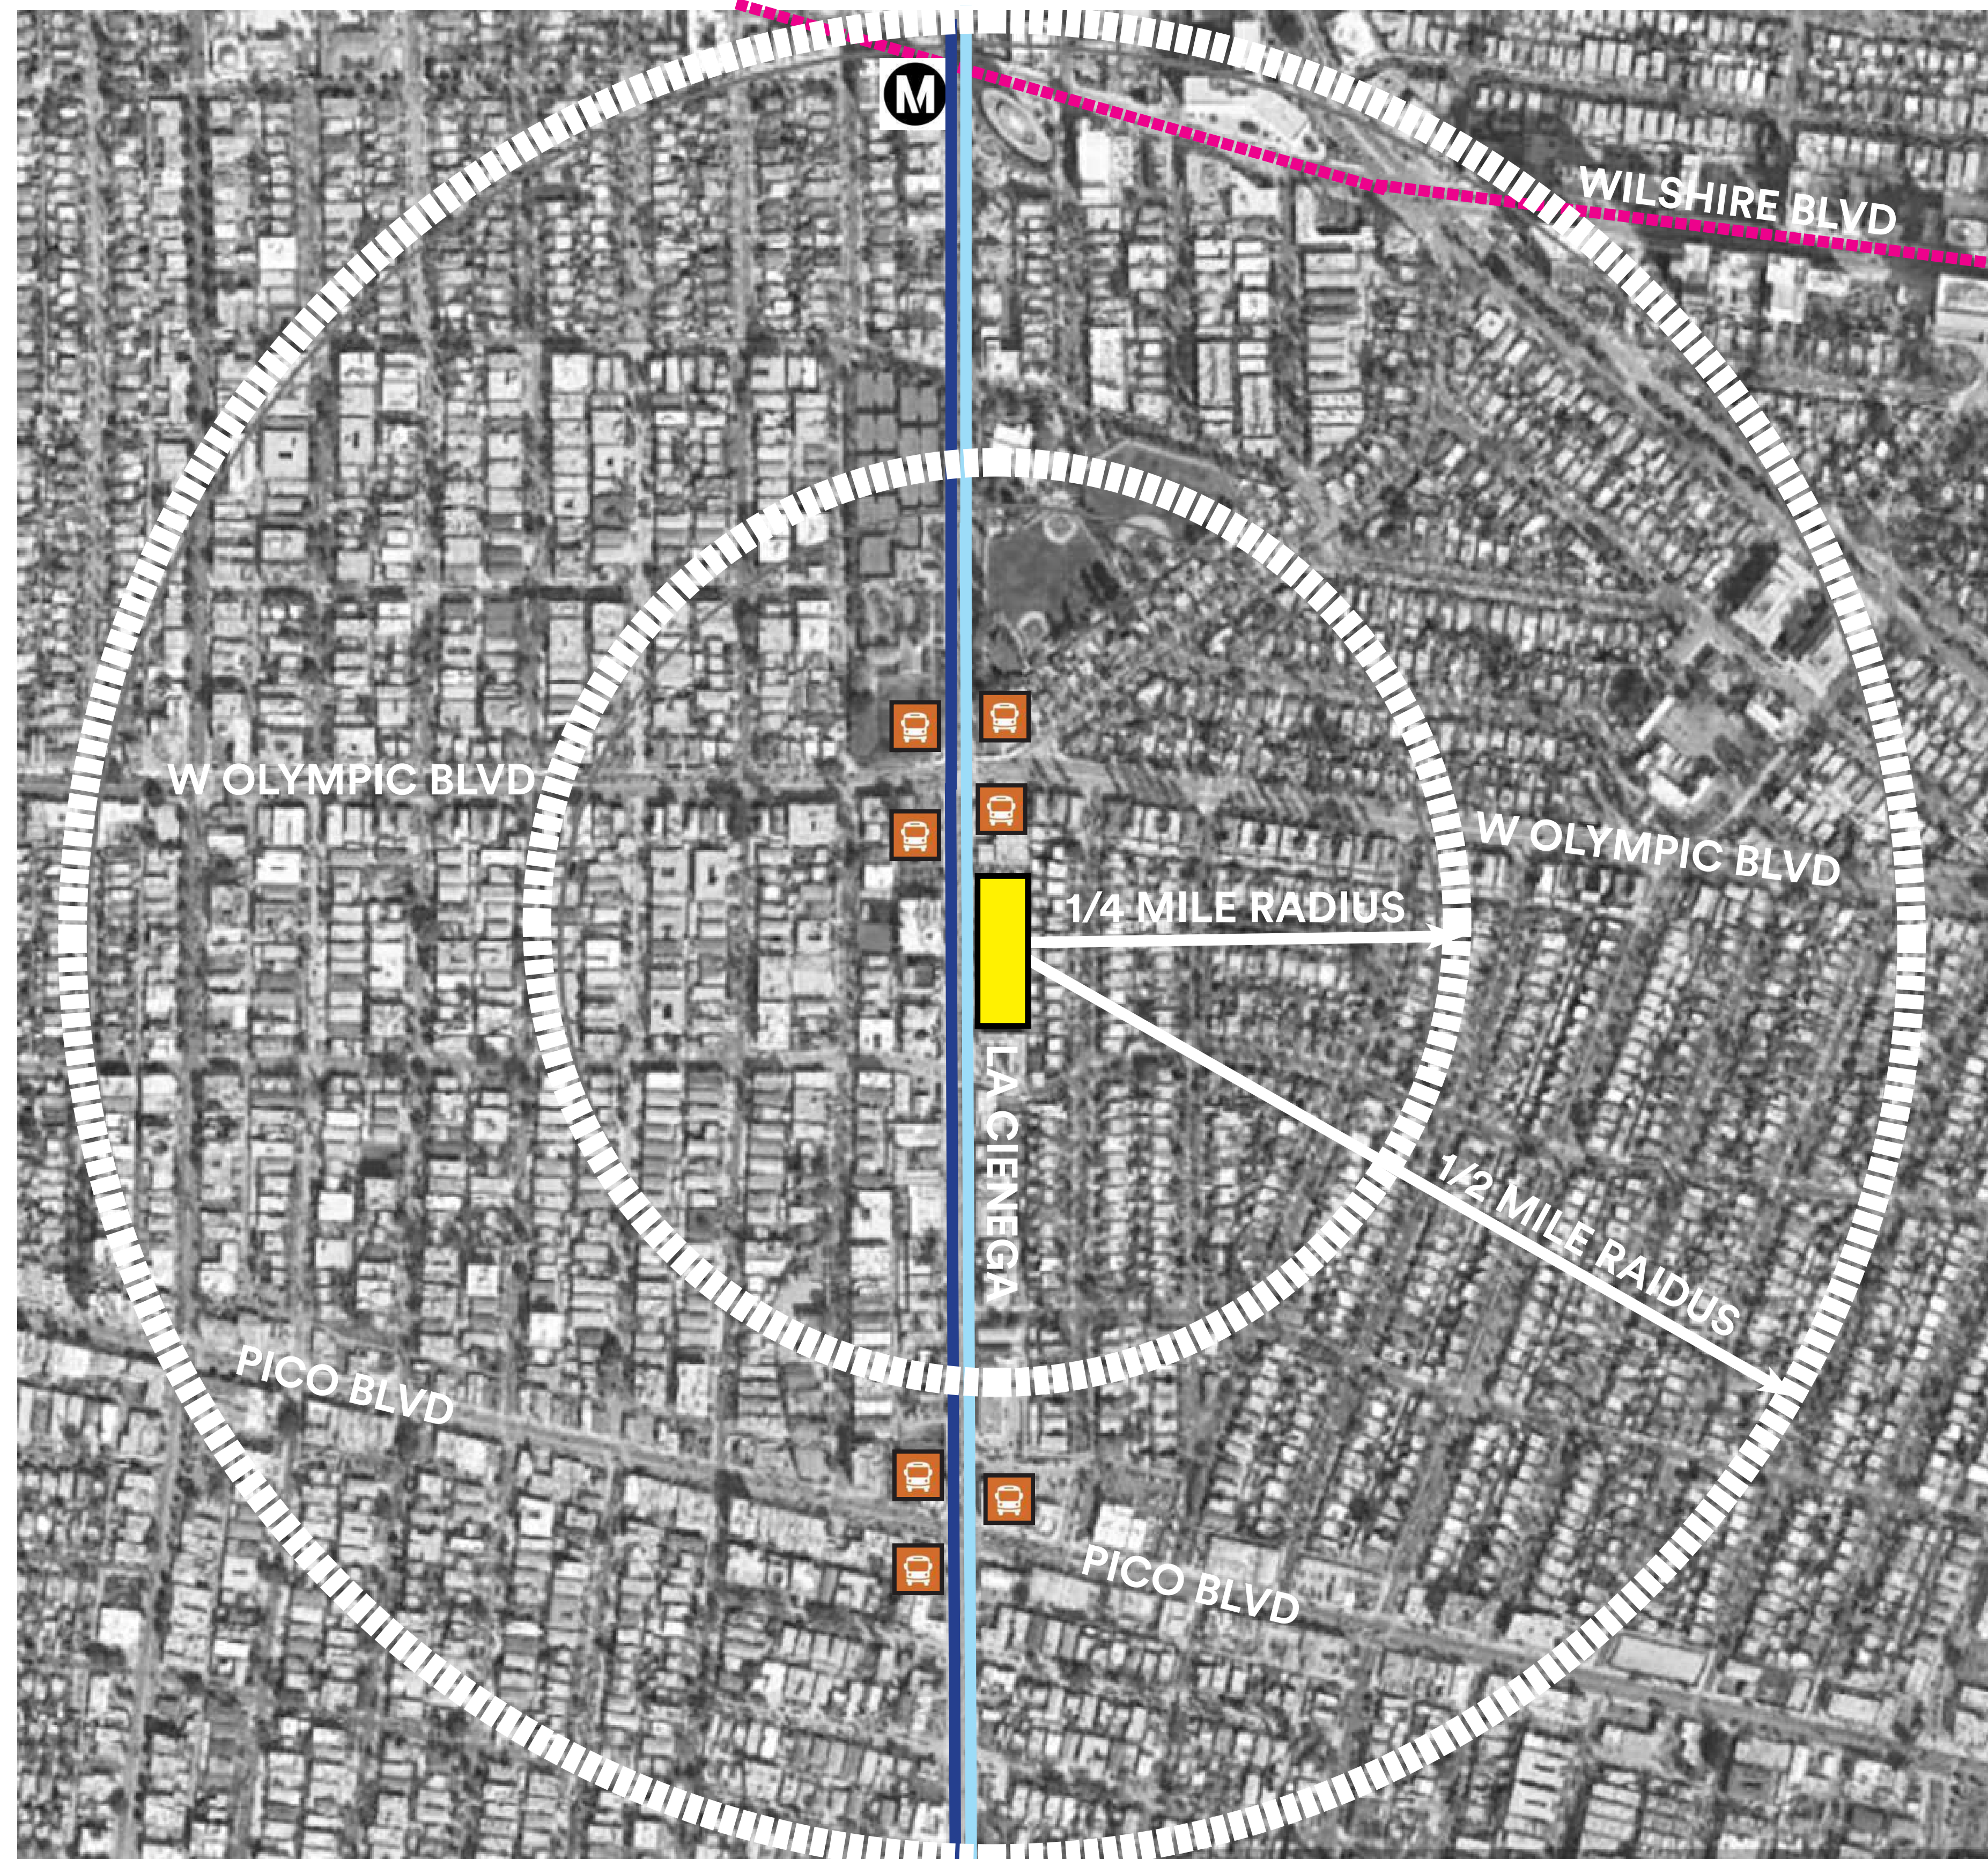 M
WILSHIRE BLVD
W OLYMPIC BLVD
W OLYMPIC BLVD
1/4 MILE RADIUS
LA CIENEGA
1/2 MILE RAIDUS
PICO BLVD
PICO BLVD